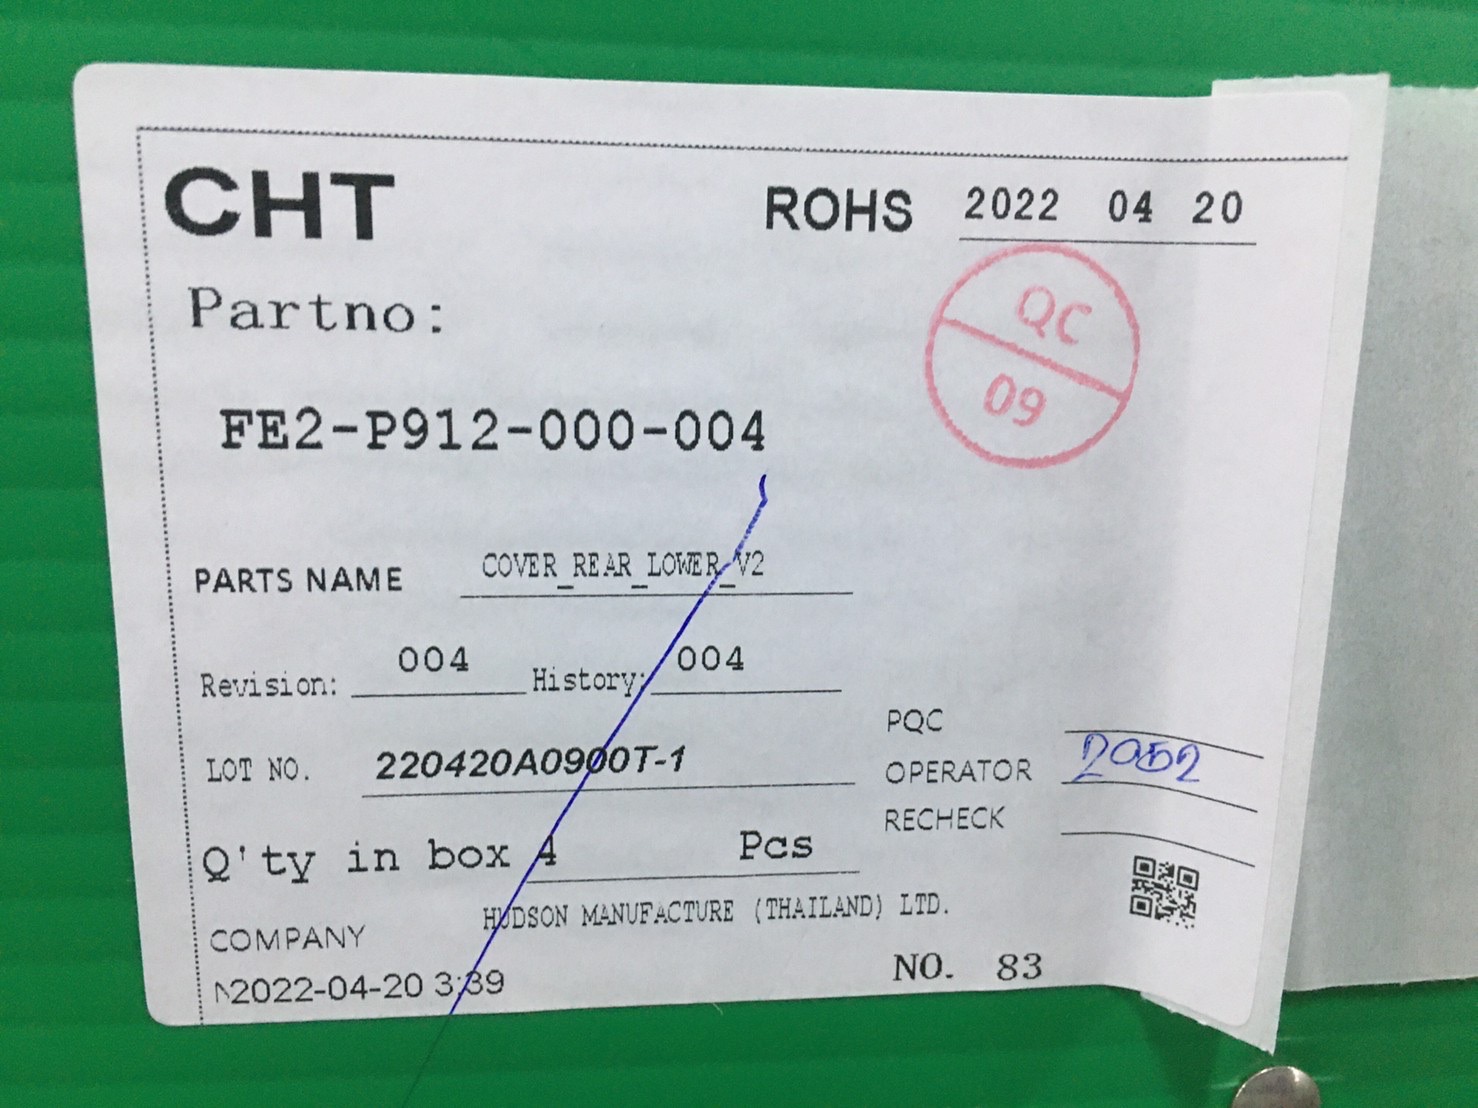 CHT ROHS 2022 04 20
QC
09
Partno:
FE2-P912-000-004
PARTS NAME COVER_REAR_LOWER_V2
Revision: 004 History: 004
PQC
LOT NO. 220420A0900T-1
OPERATOR 2052
RECHECK
Q'ty in box 4 Pcs
COMPANY HUDSON MANUFACTURE (THAILAND) LTD.
2022-04-20 3:39 NO. 83